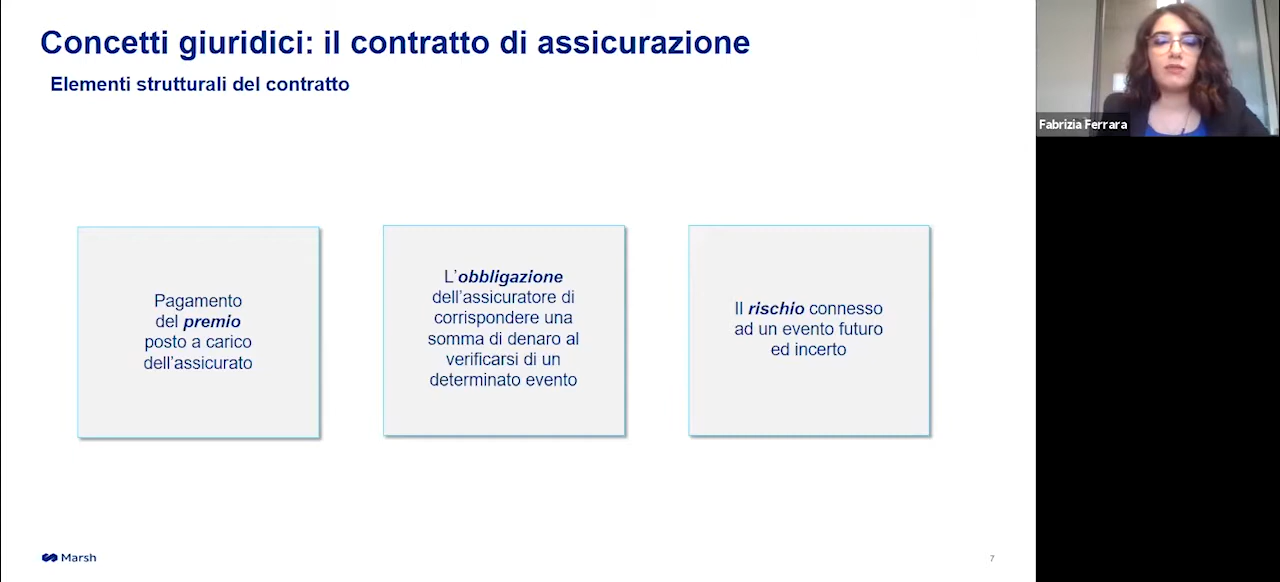 Concetti giuridici: il contratto di assicurazione
Elementi strutturali del contratto
Fabrizia Ferrara
Pagamento
del premio
posto a carico
dell’assicurato
L’obbligazione
dell’assicuratore di
corrispondere una
somma di denaro al
verificarsi di un
determinato evento
Il rischio connesso
ad un evento futuro
ed incerto
Marsh
7